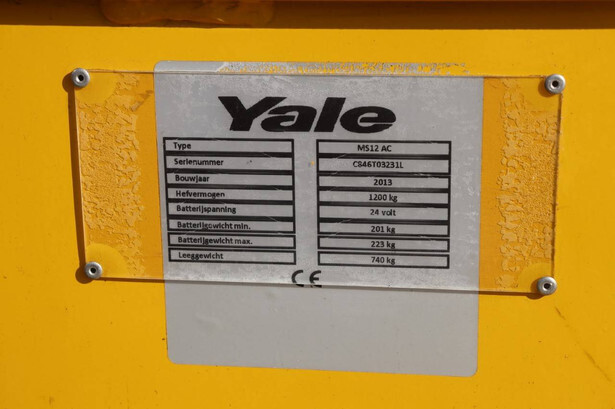 Yale
Type MS12 AC
Serienummer C846T03231L
Bouwjaar 2013
Hefvermogen 1200 kg
Batterijspanning 24 volt
Batterijgewicht min. 201 kg
Batterijgewicht max. 223 kg
Leeggewicht 740 kg
CE